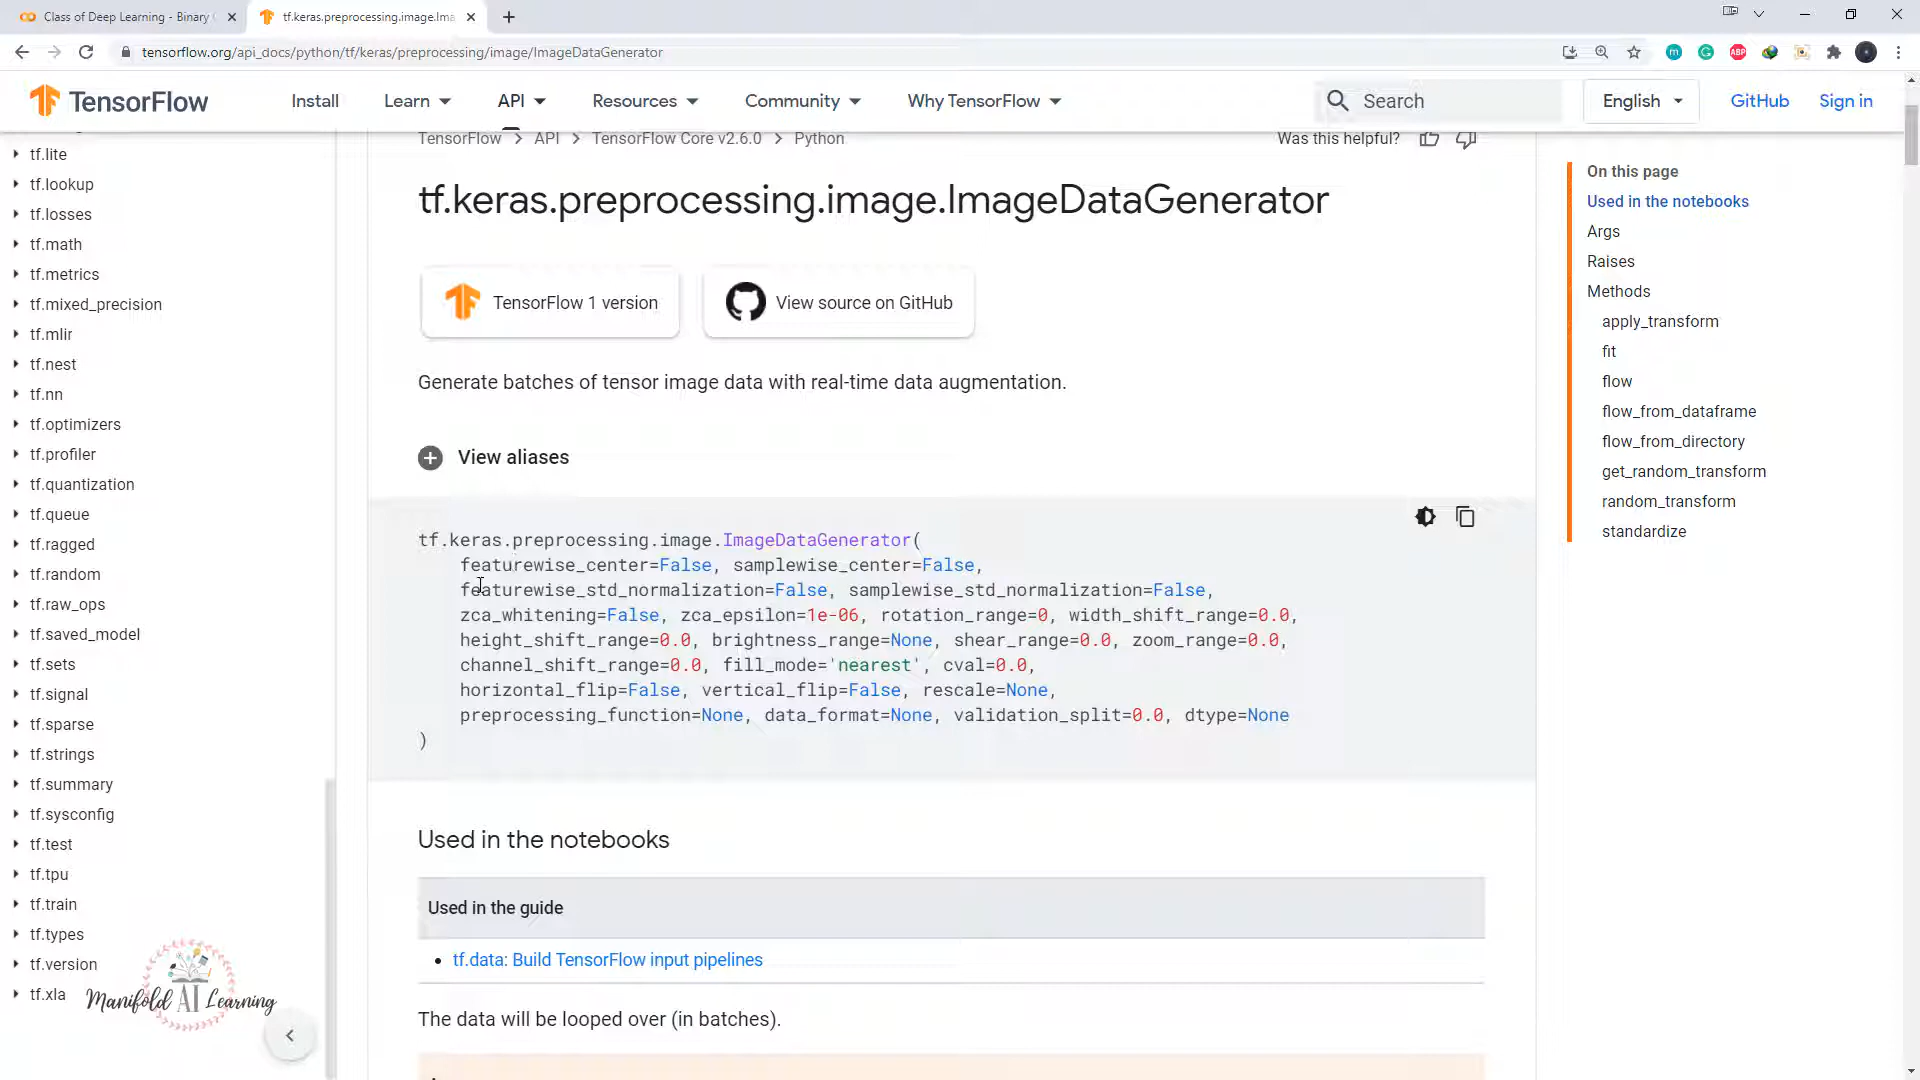 Class of Deep Learning - Binary
tf.keras.preprocessing.image.Ima
tensorflow.org/api_docs/python/tf/keras/preprocessing/image/ImageDataGenerator
TensorFlow
Install
Learn
API
Resources
Community
Why TensorFlow
Search
English
GitHub
Sign in
tf.lite
tf.lookup
tf.losses
tf.math
tf.metrics
tf.mixed_precision
tf.mlir
tf.nest
tf.nn
tf.optimizers
tf.profiler
tf.quantization
tf.queue
tf.ragged
tf.random
tf.raw_ops
tf.saved_model
tf.sets
tf.signal
tf.sparse
tf.strings
tf.summary
tf.sysconfig
tf.test
tf.tpu
tf.train
tf.types
tf.version
tf.xla
Manifold AI Learning
TensorFlow > API > TensorFlow Core v2.6.0 > Python
Was this helpful?
tf.keras.preprocessing.image.ImageDataGenerator
TensorFlow 1 version
View source on GitHub
Generate batches of tensor image data with real-time data augmentation.
View aliases
tf.keras.preprocessing.image.ImageDataGenerator(
featurewise_center=False, samplewise_center=False,
featurewise_std_normalization=False, samplewise_std_normalization=False,
zca_whitening=False, zca_epsilon=1e-06, rotation_range=0, width_shift_range=0.0,
height_shift_range=0.0, brightness_range=None, shear_range=0.0, zoom_range=0.0,
channel_shift_range=0.0, fill_mode='nearest', cval=0.0,
horizontal_flip=False, vertical_flip=False, rescale=None,
preprocessing_function=None, data_format=None, validation_split=0.0, dtype=None
)
Used in the notebooks
Used in the guide
• tf.data: Build TensorFlow input pipelines
The data will be looped over (in batches).
On this page
Used in the notebooks
Args
Raises
Methods
apply_transform
fit
flow
flow_from_dataframe
flow_from_directory
get_random_transform
random_transform
standardize